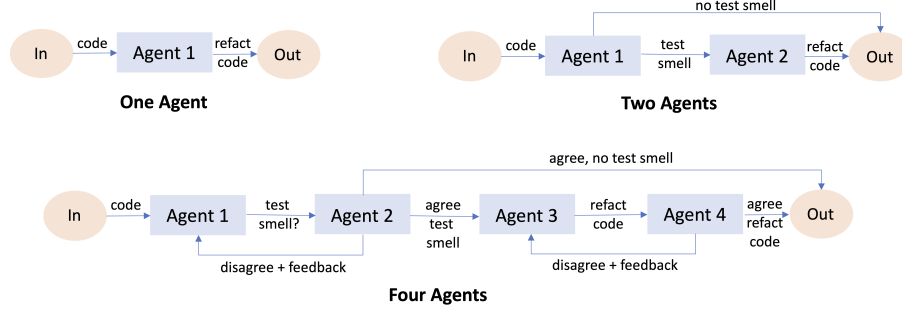 In
code
Agent 1
refact
code
Out
One Agent
no test smell
In
code
Agent 1
test
smell
Agent 2
refact
code
Out
Two Agents
agree, no test smell
In
code
Agent 1
test
smell?
Agent 2
agree
test
smell
Agent 3
refact
code
Agent 4
agree
refact
code
Out
disagree + feedback
disagree + feedback
Four Agents